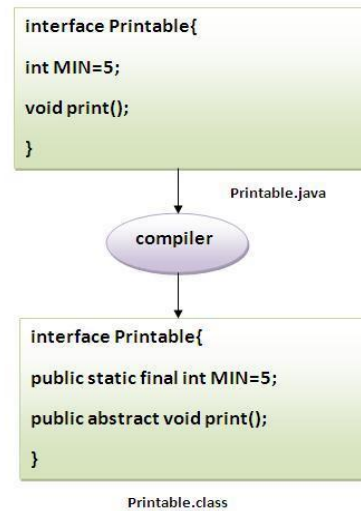 interface Printable{
int MIN=5;
void print();
}
Printable.java
compiler
interface Printable{
public static final int MIN=5;
public abstract void print();
}
Printable.class